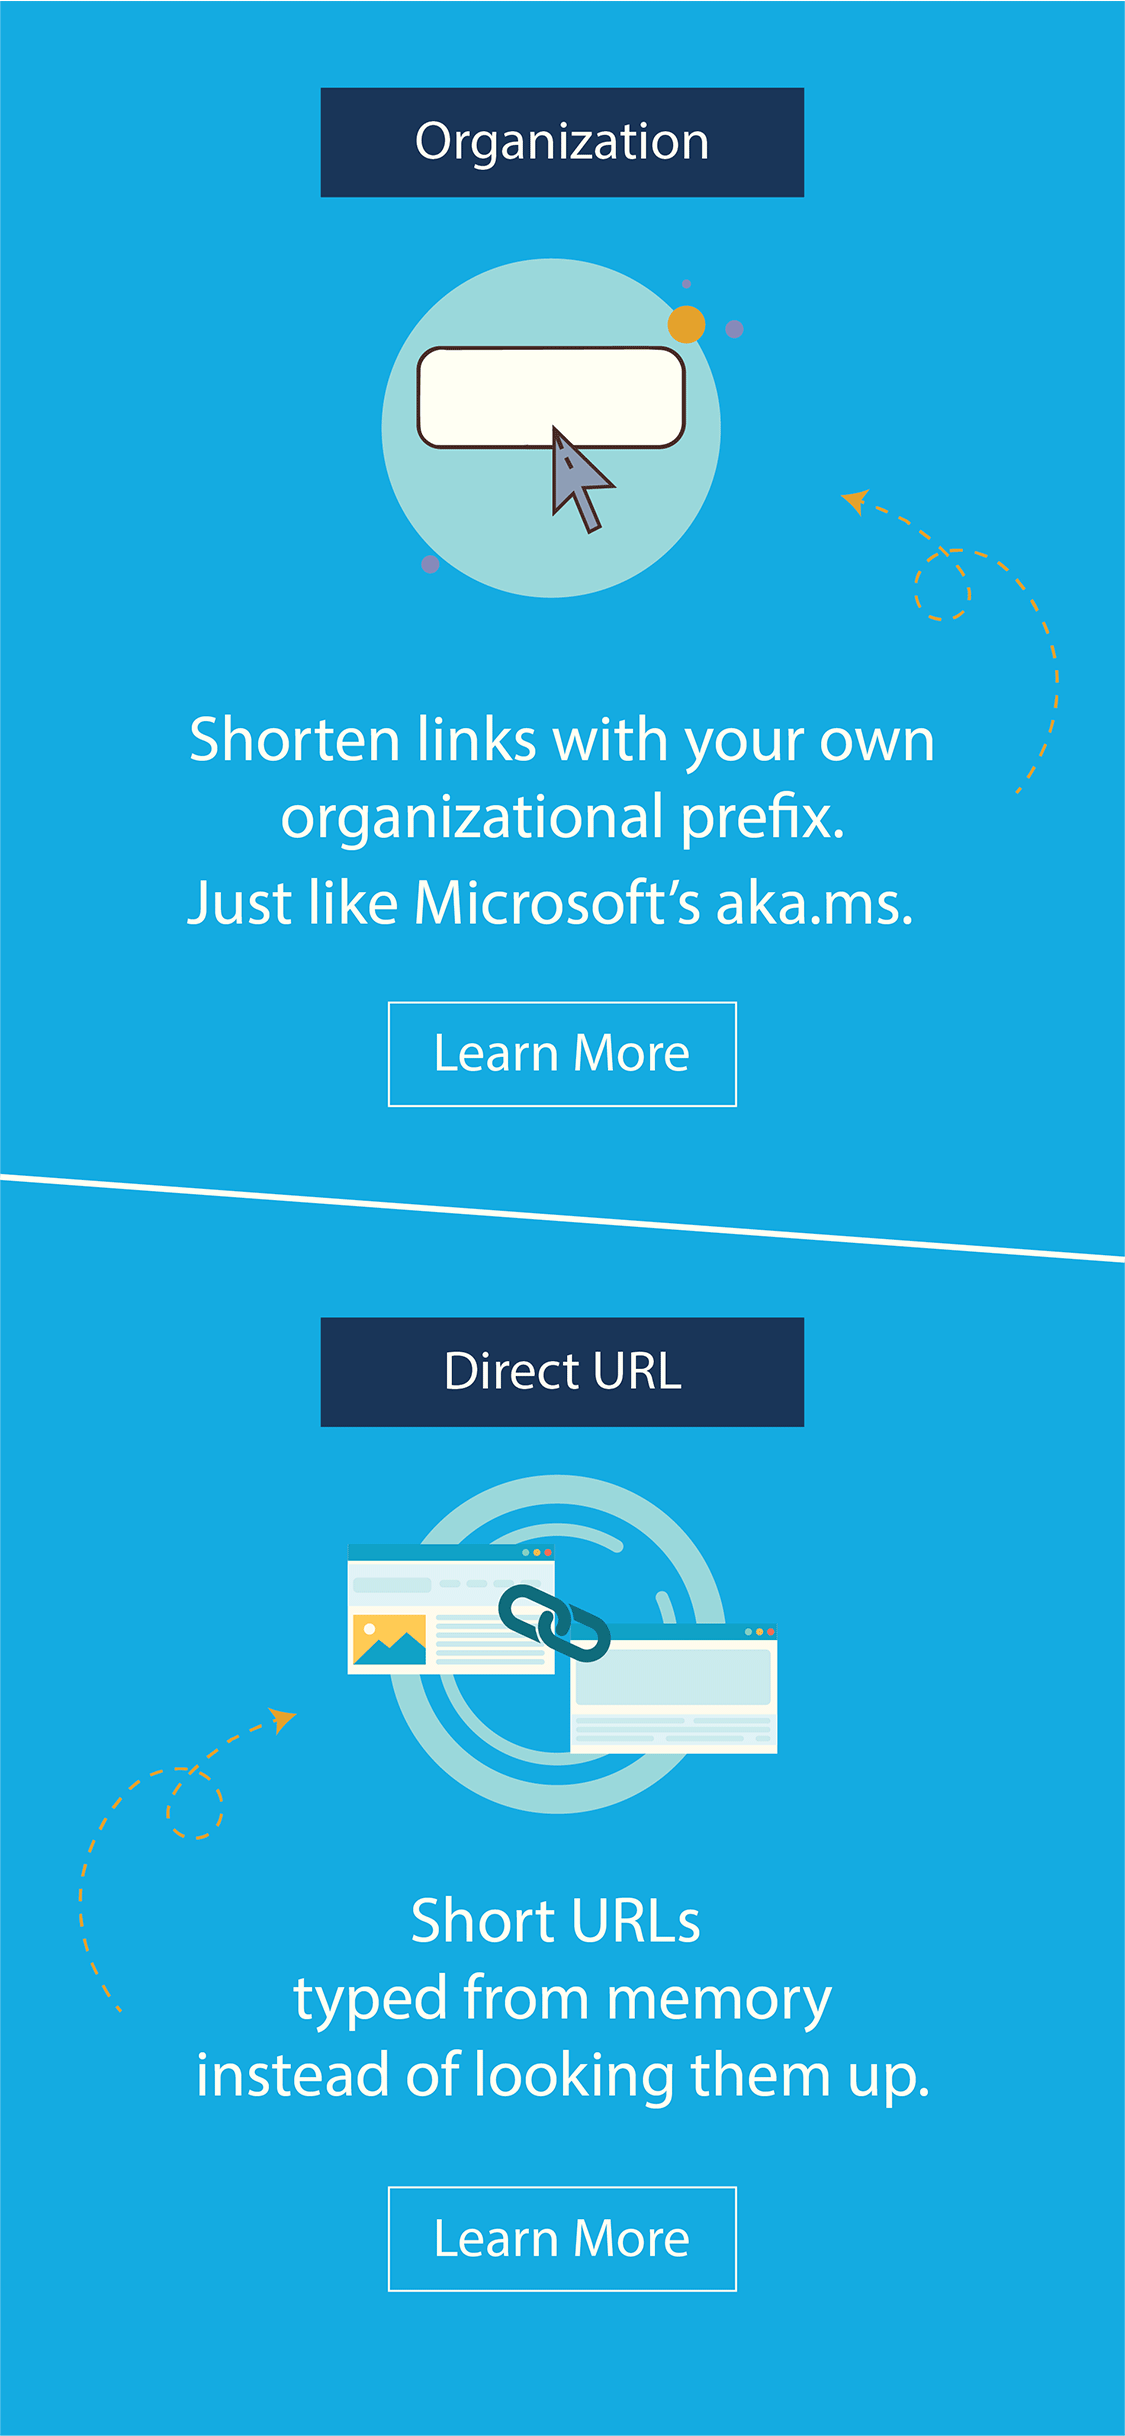 Organization
Shorten links with your own
organizational prefix.
Just like Microsoft’s aka.ms.
Learn More
Direct URL
Short URLs
typed from memory
instead of looking them up.
Learn More